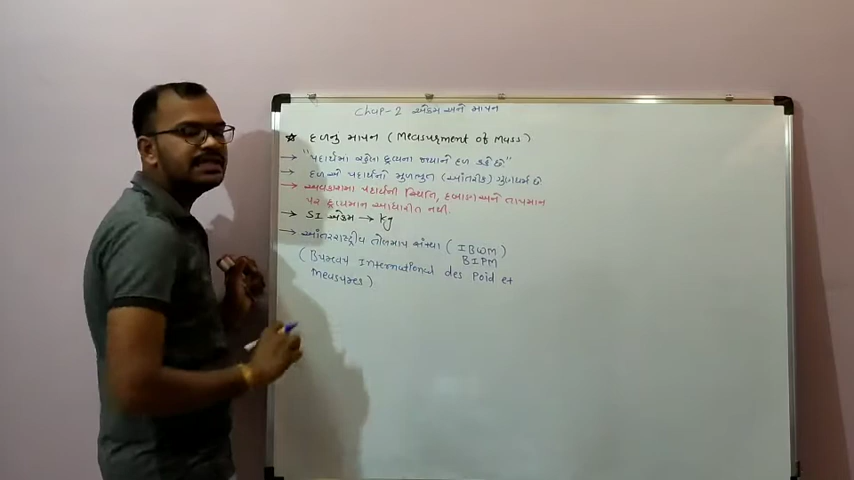 Chap-2 એકમ અને માપન
★ દળનું માપન (Measurment of Mass)
→ "પદાર્થમાં રહેલા દ્રવ્યના જથ્થાને દળ કહે છે"
→ દળ એ પદાર્થનો મુળભુત (આંતરીક) ગુણધર્મ છે
→ અવકાશમાં પદાર્થની સ્થિતિ, દબાણ અને તાપમાન
પર દ્રવ્યમાન આધારીત નથી.
→ SI એકમ → kg
→ આંતરરાષ્ટ્રીય તોલમાપ સંસ્થા (IBWM)
BIPM
(Bureau International des Poid et
Measures)